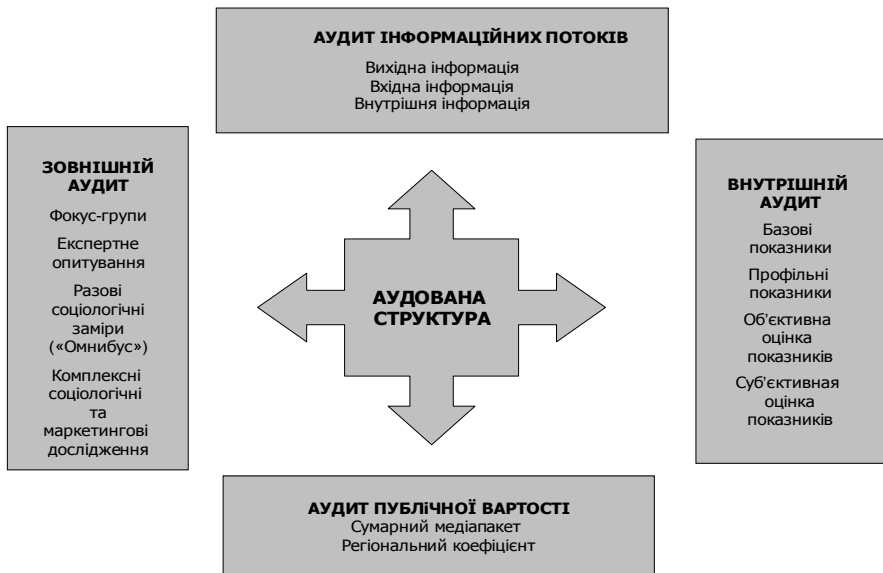 АУДИТ ІНФОРМАЦІЙНИХ ПОТОКІВ
Вихідна інформація
Вхідна інформація
Внутрішня інформація
ЗОВНІШНІЙ
АУДИТ
Фокус-групи
Експертне
опитування
Разові
соціологічні
заміри
(«Омнибус»)
Комплексні
соціологічні
та
маркетингові
дослідження
АУДОВАНА
СТРУКТУРА
ВНУТРІШНІЙ
АУДИТ
Базові
показники
Профільні
показники
Об'єктивна
оцінка
показників
Суб'єктивная
оцінка
показників
АУДИТ ПУБЛіЧНОЇ ВАРТОСТІ
Сумарний медіапакет
Регіональний коефіцієнт